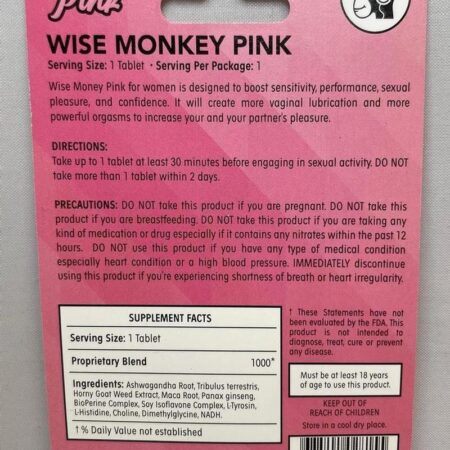 Pink
WISE MONKEY PINK
Serving Size: 1 Tablet • Serving Per Package: 1
Wise Money Pink for women is designed to boost sensitivity, performance, sexual
pleasure, and confidence. It will create more vaginal lubrication and more
powerful orgasms to increase your and your partner's pleasure.
DIRECTIONS:
Take up to 1 tablet at least 30 minutes before engaging in sexual activity. DO NOT
take more than 1 tablet within 2 days.
PRECAUTIONS: DO NOT take this product if you are pregnant. DO NOT take this
product if you are breastfeeding. DO NOT take this product if you are taking any
kind of medication or drug especially if it contains any nitrates within the past 12
hours. DO NOT use this product if you have any type of medical condition
especially heart condition or a high blood pressure. IMMEDIATELY discontinue
using this product if you're experiencing shortness of breath or heart irregularity.
SUPPLEMENT FACTS
Serving Size: 1 Tablet
Proprietary Blend 1000*
Ingredients: Ashwagandha Root, Tribulus terrestris,
Horny Goat Weed Extract, Maca Root, Panax ginseng,
BioPerine Complex, Soy Isoflavone Complex, L-Tyrosin,
L-Histidine, Choline, Dimethylglycine, NADH.
† % Daily Value not established
† These Statements have not
been evaluated by the FDA. This
product is not intended to
diagnose, treat, cure or prevent
any disease.
Must be at least 18 years
of age to use this product.
KEEP OUT OF
REACH OF CHILDREN
Store in a cool dry place.